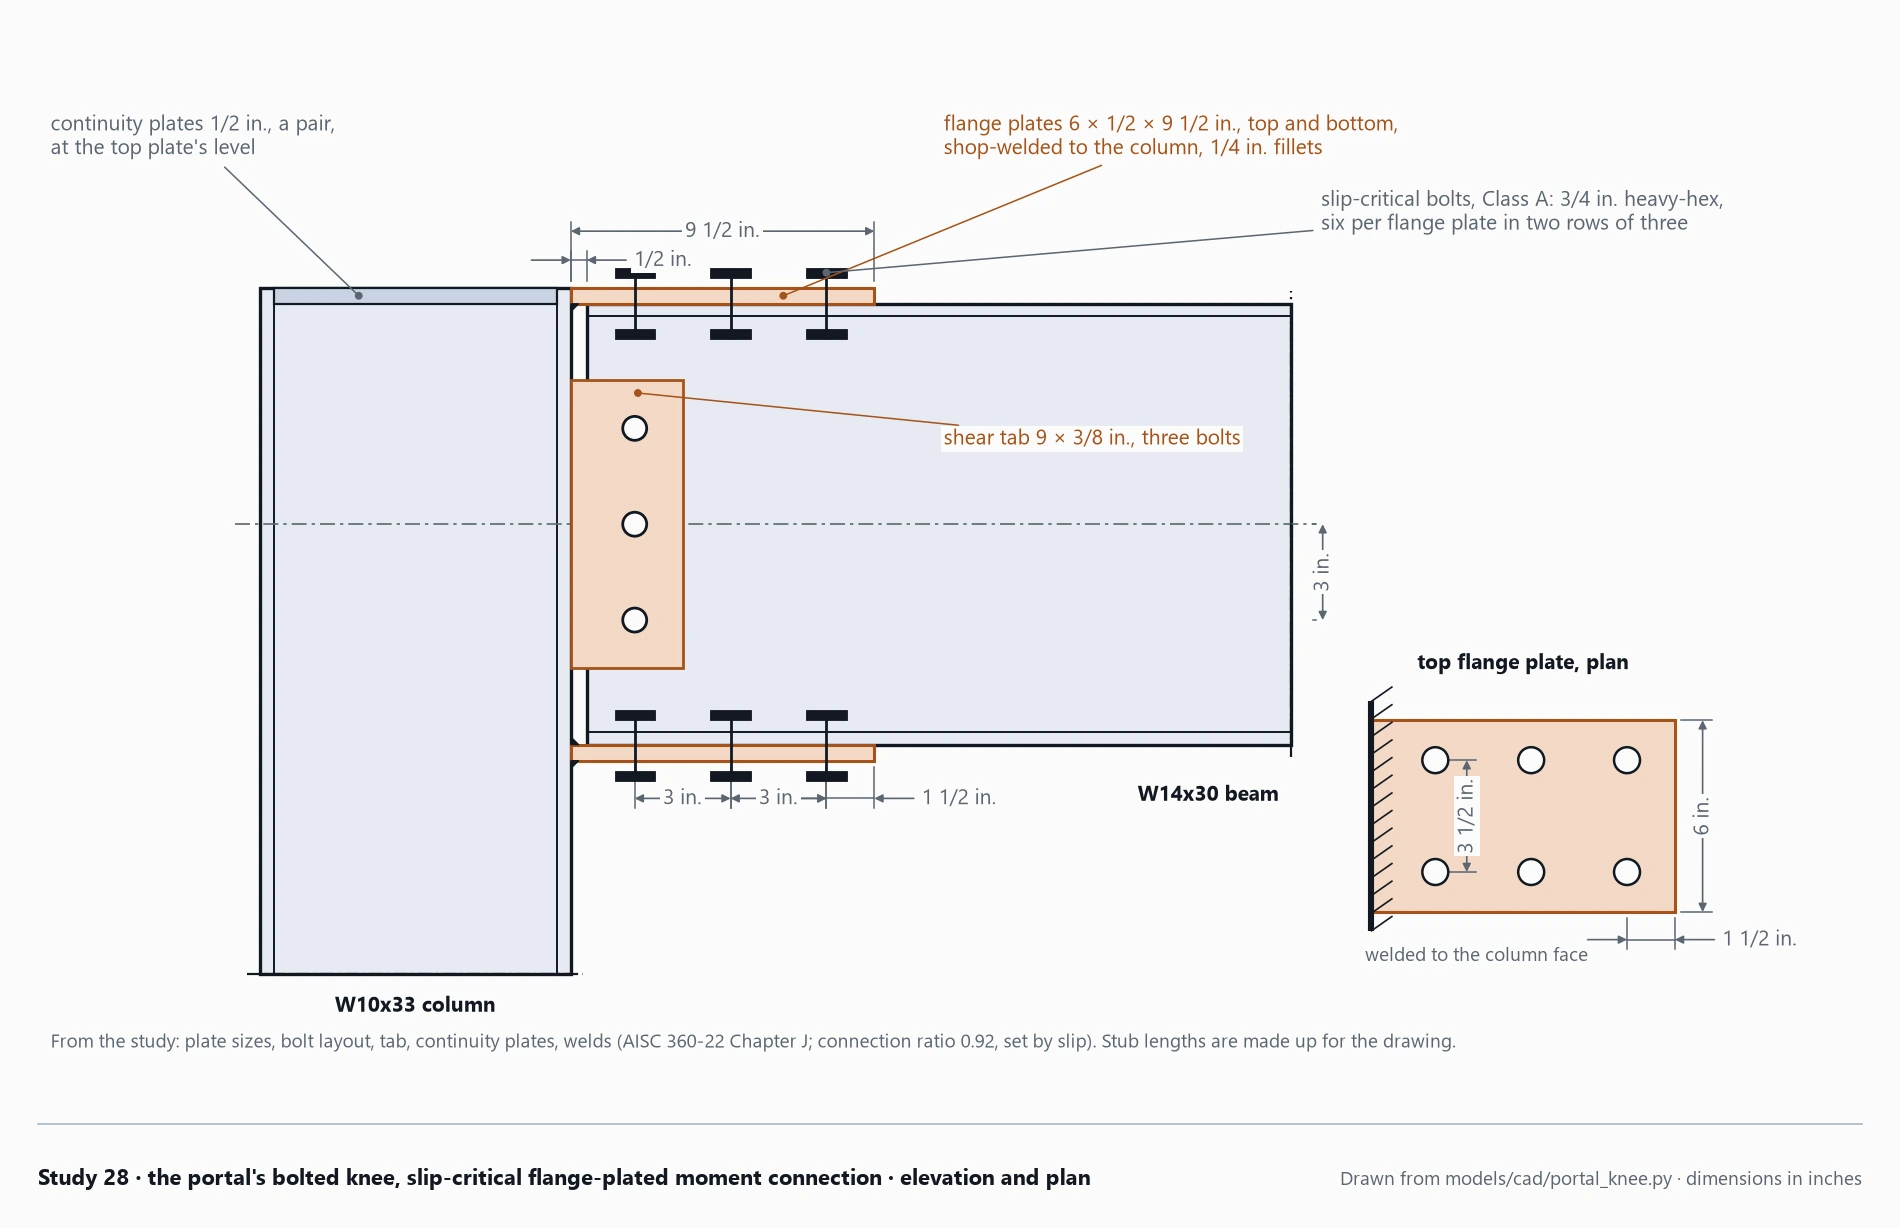 continuity plates 1/2 in., a pair,
at the top plate's level
flange plates 6 × 1/2 × 9 1/2 in., top and bottom,
shop-welded to the column, 1/4 in. fillets
slip-critical bolts, Class A: 3/4 in. heavy-hex,
six per flange plate in two rows of three
9 1/2 in.
1/2 in.
shear tab 9 × 3/8 in., three bolts
3 in.
top flange plate, plan
3 in.
3 in.
1 1/2 in.
W14x30 beam
3 1/2 in.
6 in.
1 1/2 in.
welded to the column face
W10x33 column
From the study: plate sizes, bolt layout, tab, continuity plates, welds (AISC 360-22 Chapter J; connection ratio 0.92, set by slip). Stub lengths are made up for the drawing.
Study 28 · the portal's bolted knee, slip-critical flange-plated moment connection · elevation and plan
Drawn from models/cad/portal_knee.py · dimensions in inches